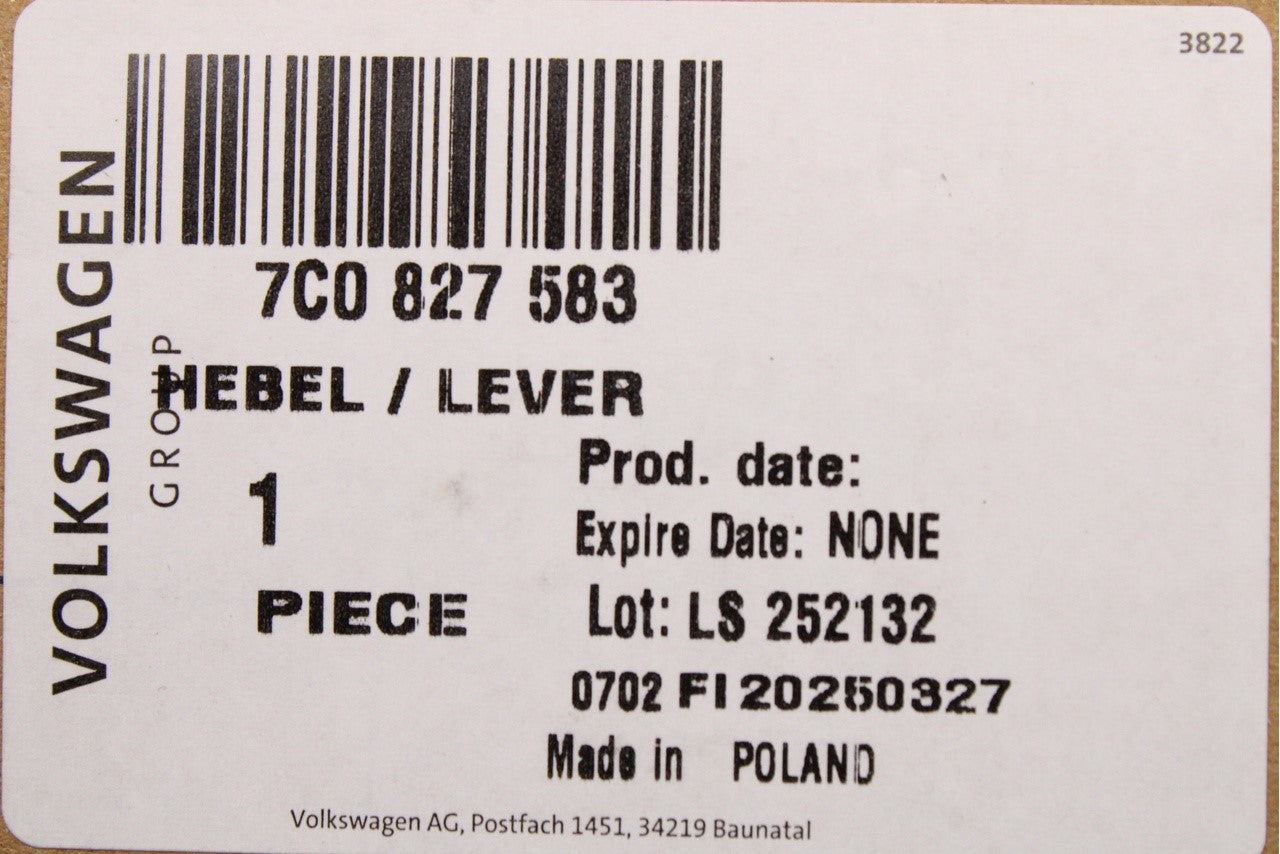 3822
VOLKSWAGEN
GROUP
7C0 827 583
HEBEL / LEVER
1
PIECE
Prod. date:
Expire Date: NONE
Lot: LS 252132
0702 FI 20250327
Made in POLAND
Volkswagen AG, Postfach 1451, 34219 Baunatal